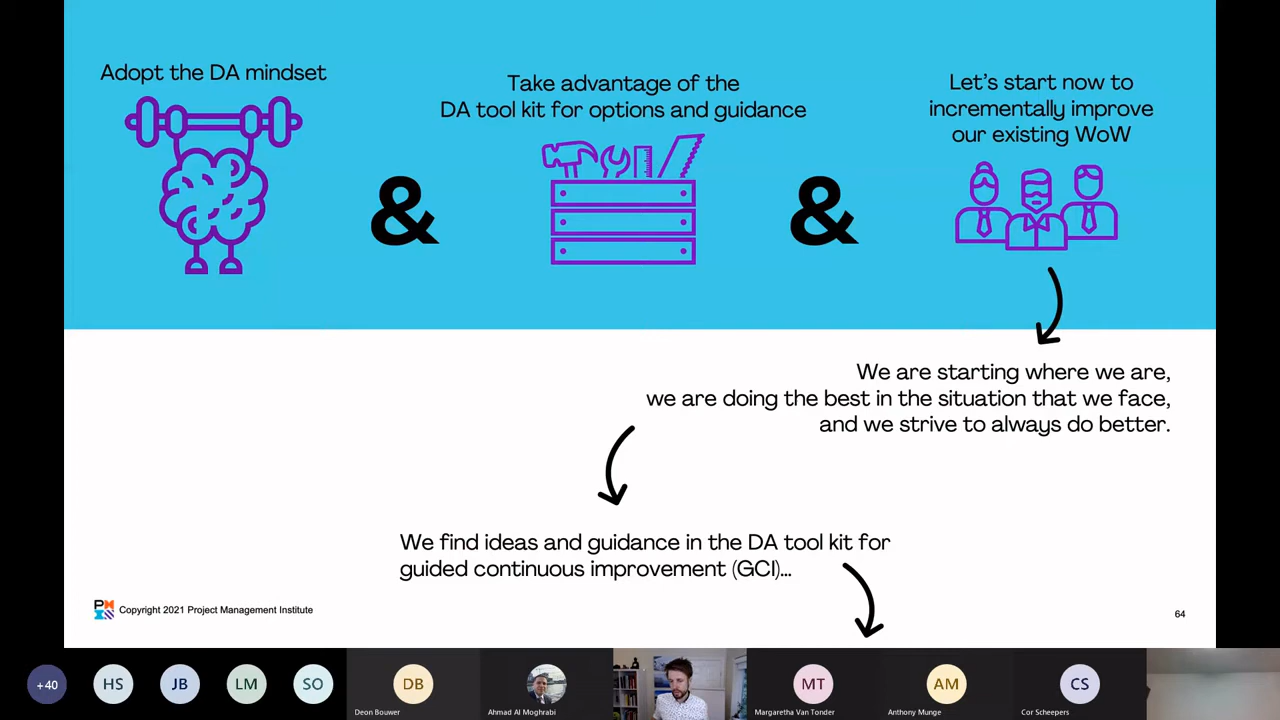 Adopt the DA mindset
Take advantage of the
DA tool kit for options and guidance
Let's start now to
incrementally improve
our existing WoW
&
&
We are starting where we are,
we are doing the best in the situation that we face,
and we strive to always do better.
We find ideas and guidance in the DA tool kit for
guided continuous improvement (GCI)...
Copyright 2021 Project Management Institute
64
+40
HS
JB
LM
SO
DB
Deon Bouwer
Ahmad Al Moghrabi
MT
Margaretha Van Tonder
AM
Anthony Munge
CS
Cor Scheepers